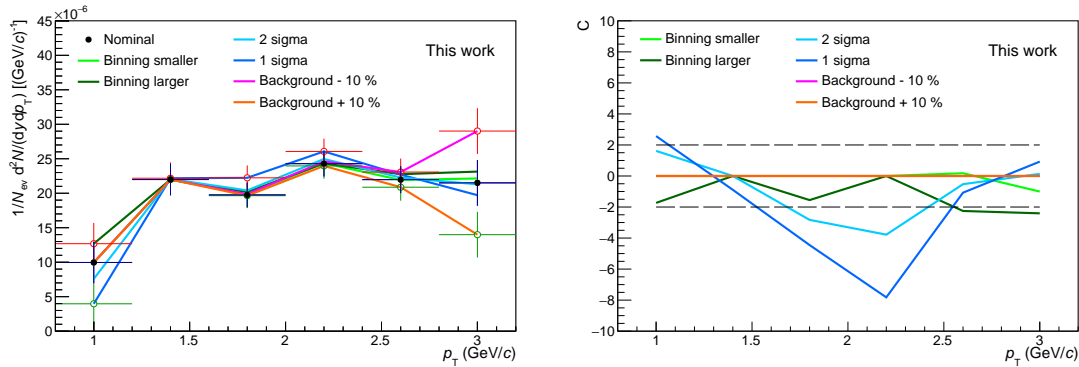 ×10⁻⁶
1/N_ev d²N/(dydp_T) [(GeV/c)⁻¹]
45
40
35
30
25
20
15
10
5
0
Nominal
Binning smaller
Binning larger
2 sigma
1 sigma
Background - 10 %
Background + 10 %
This work
1 1.5 2 2.5 3
p_T (GeV/c)
C
10
8
6
4
2
0
−2
−4
−6
−8
−10
Binning smaller
Binning larger
2 sigma
1 sigma
Background - 10 %
Background + 10 %
This work
1 1.5 2 2.5 3
p_T (GeV/c)